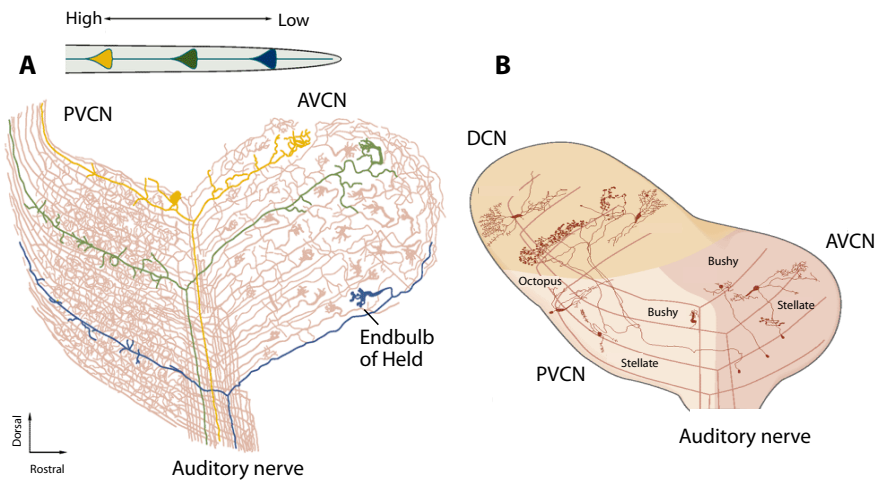 High Low
A
PVCN
AVCN
Endbulb
of Held
Dorsal
Rostral
Auditory nerve
B
DCN
AVCN
Bushy
Octopus
Bushy
Stellate
Stellate
PVCN
Auditory nerve